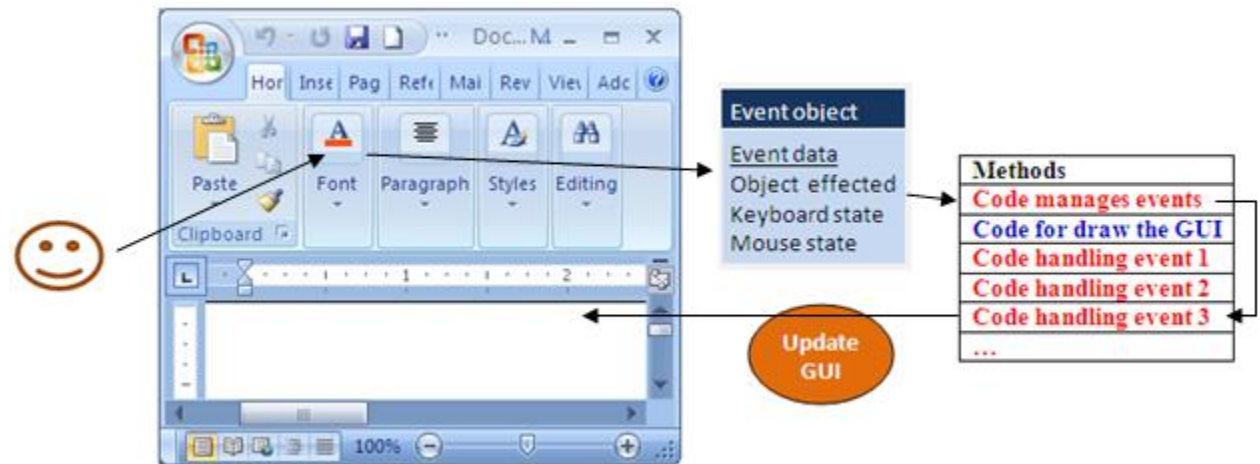 Doc... M
Hor Inse Pag Refe Mai Rev Viev Adc
Paste
Font
Paragraph
Styles
Editing
Clipboard
L
1 2
100%
Event object
Event data
Object effected
Keyboard state
Mouse state
Methods
Code manages events
Code for draw the GUI
Code handling event 1
Code handling event 2
Code handling event 3
...
Update
GUI